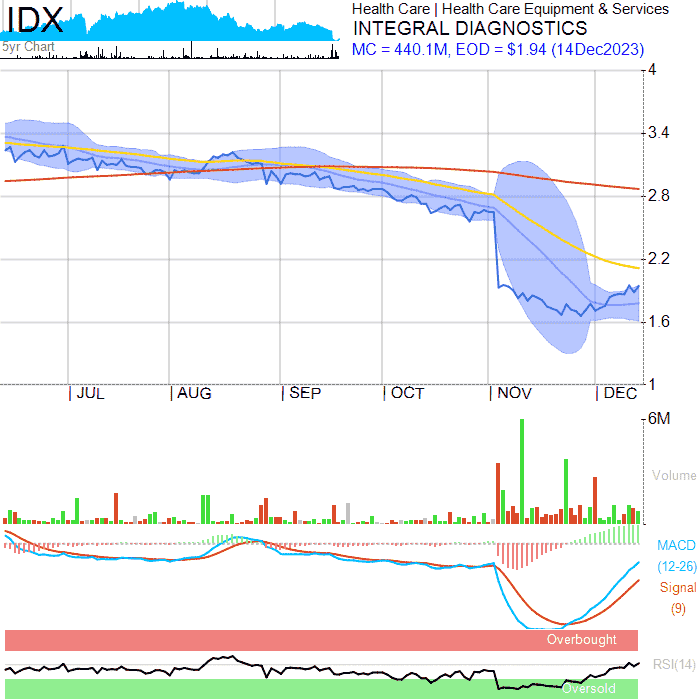 IDX
Health Care | Health Care Equipment & Services
INTEGRAL DIAGNOSTICS
5yr Chart
MC = 440.1M, EOD = $1.94 (14Dec2023)
4
3.4
2.8
2.2
1.6
1
| JUL | AUG | SEP | OCT | NOV | DEC
6M
Volume
MACD
(12-26)
Signal
(9)
Overbought
RSI(14)
Oversold